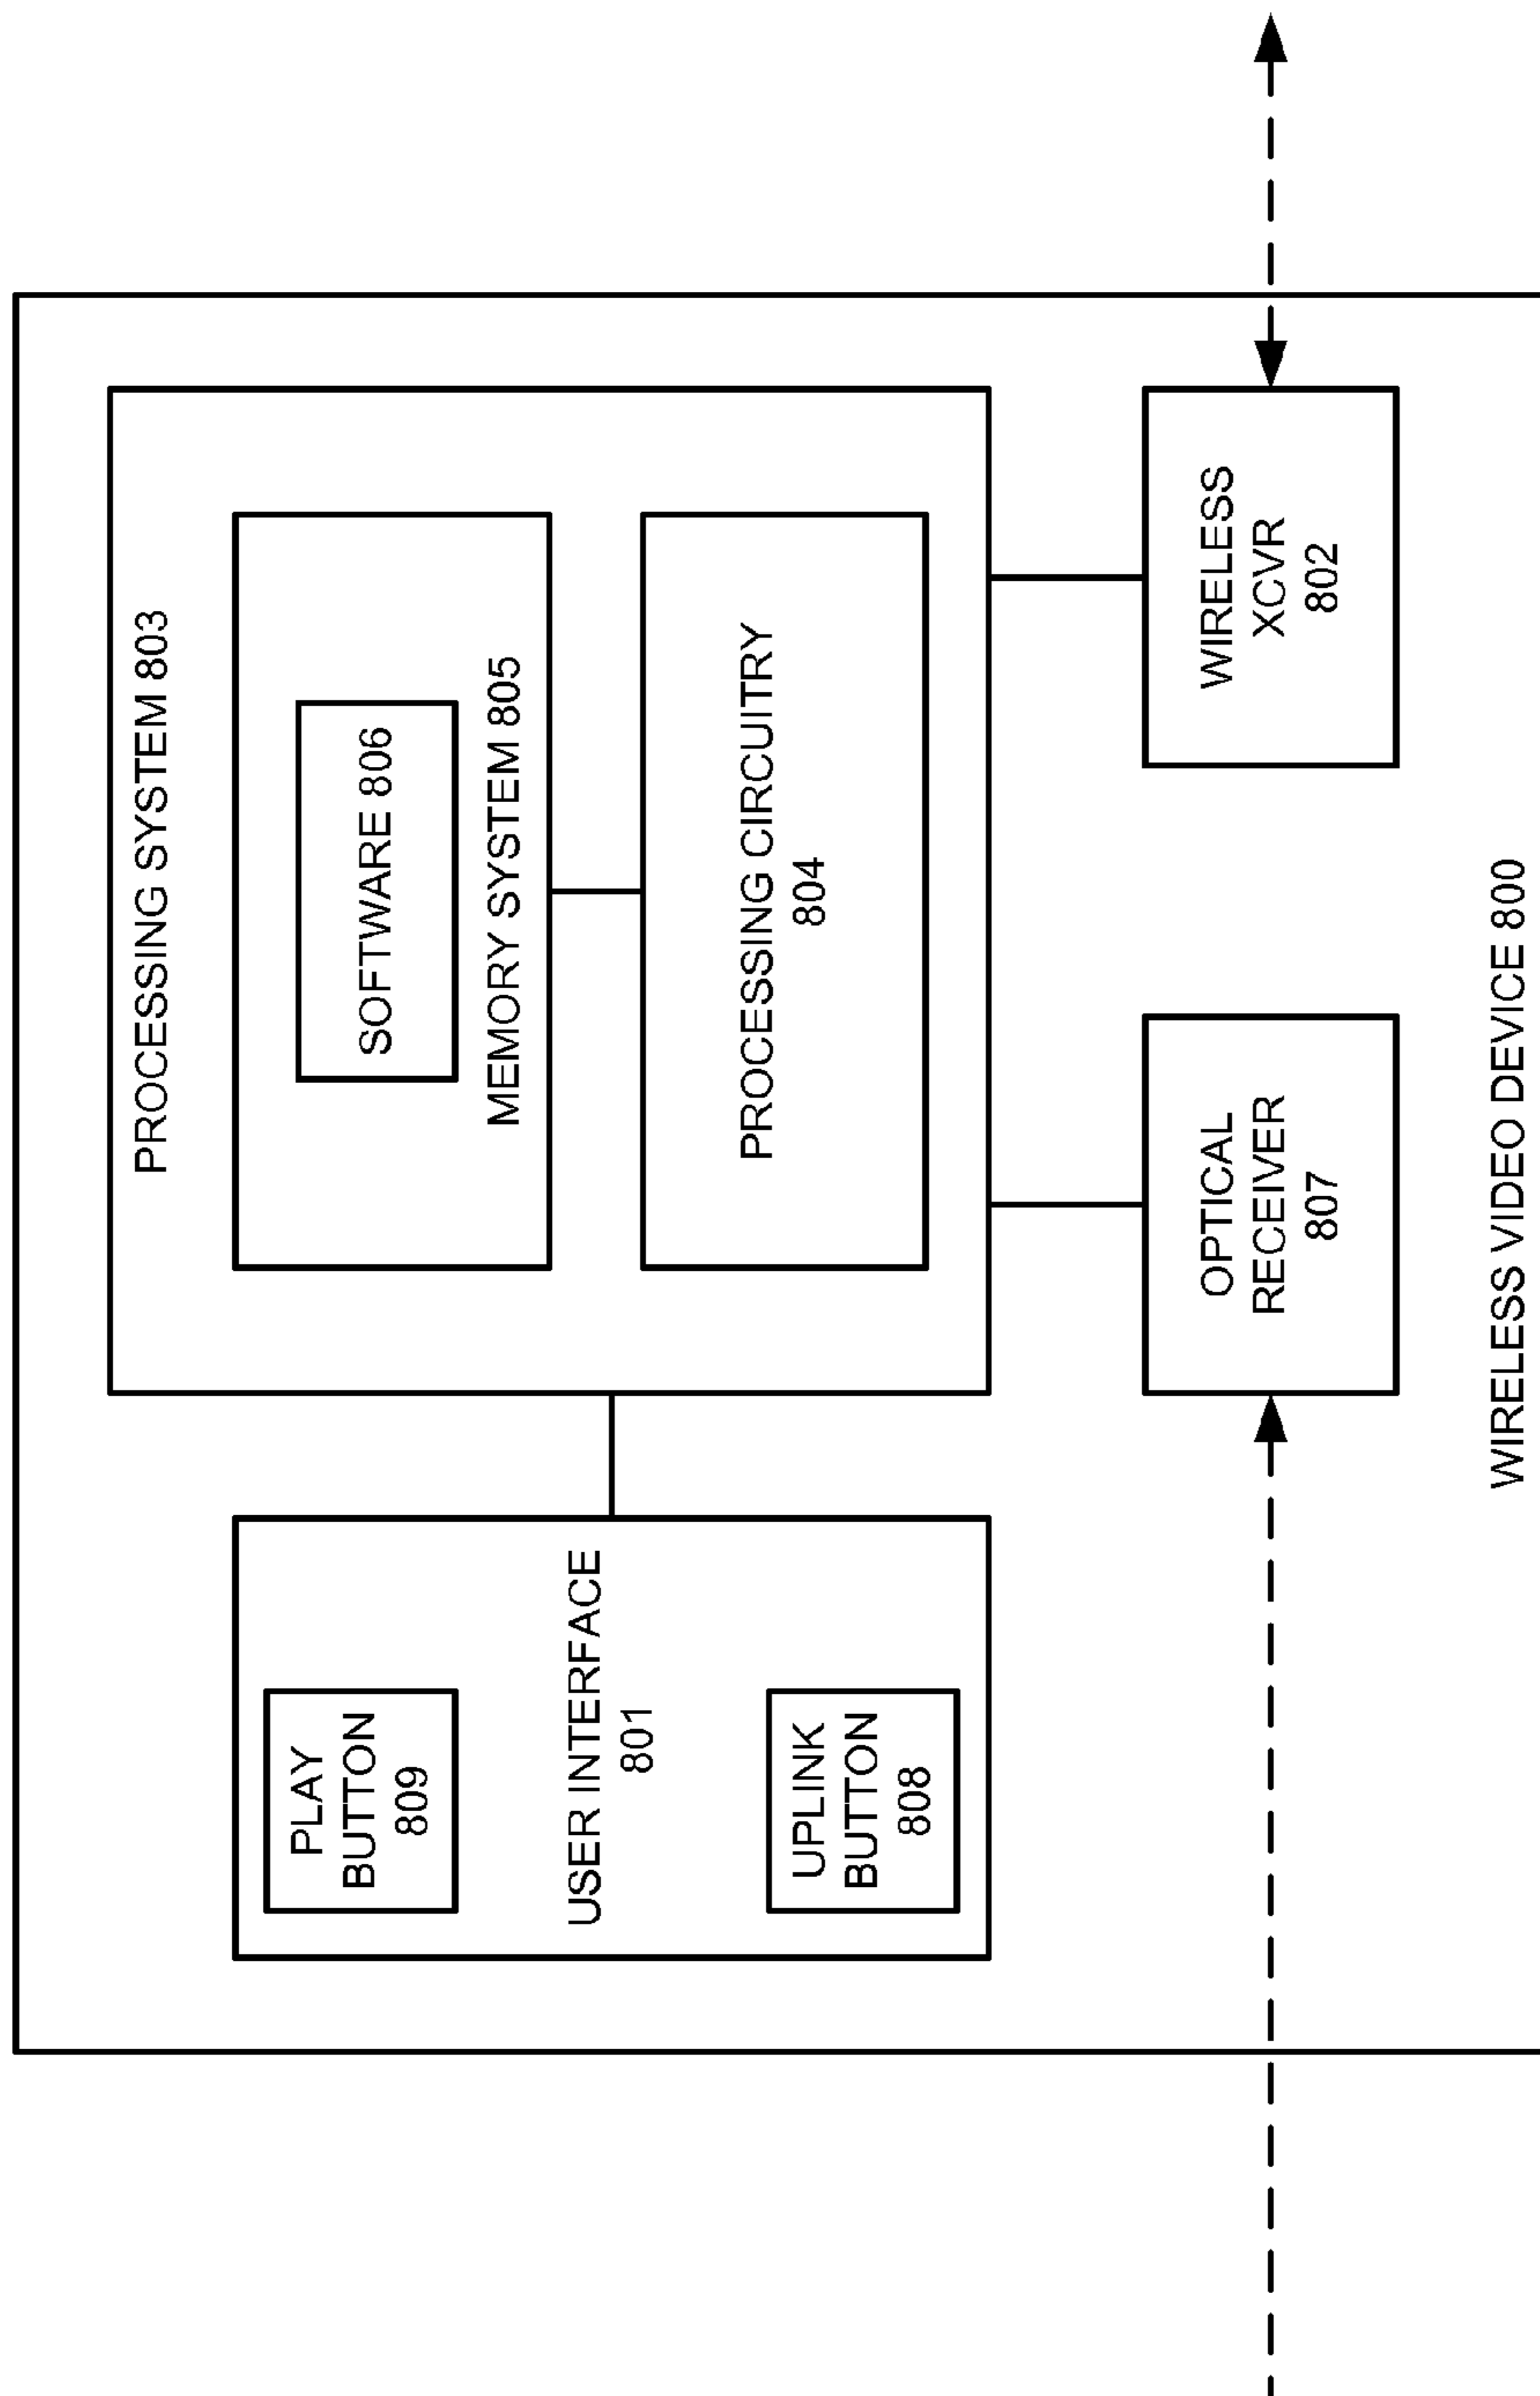 PROCESSING SYSTEM 803
SOFTWARE 806
MEMORY SYSTEM 805
PROCESSING CIRCUITRY
804
PLAY
BUTTON
809
USER INTERFACE
801
UPLINK
BUTTON
808
OPTICAL
RECEIVER
807
WIRELESS
XCVR
802
WIRELESS VIDEO DEVICE 800